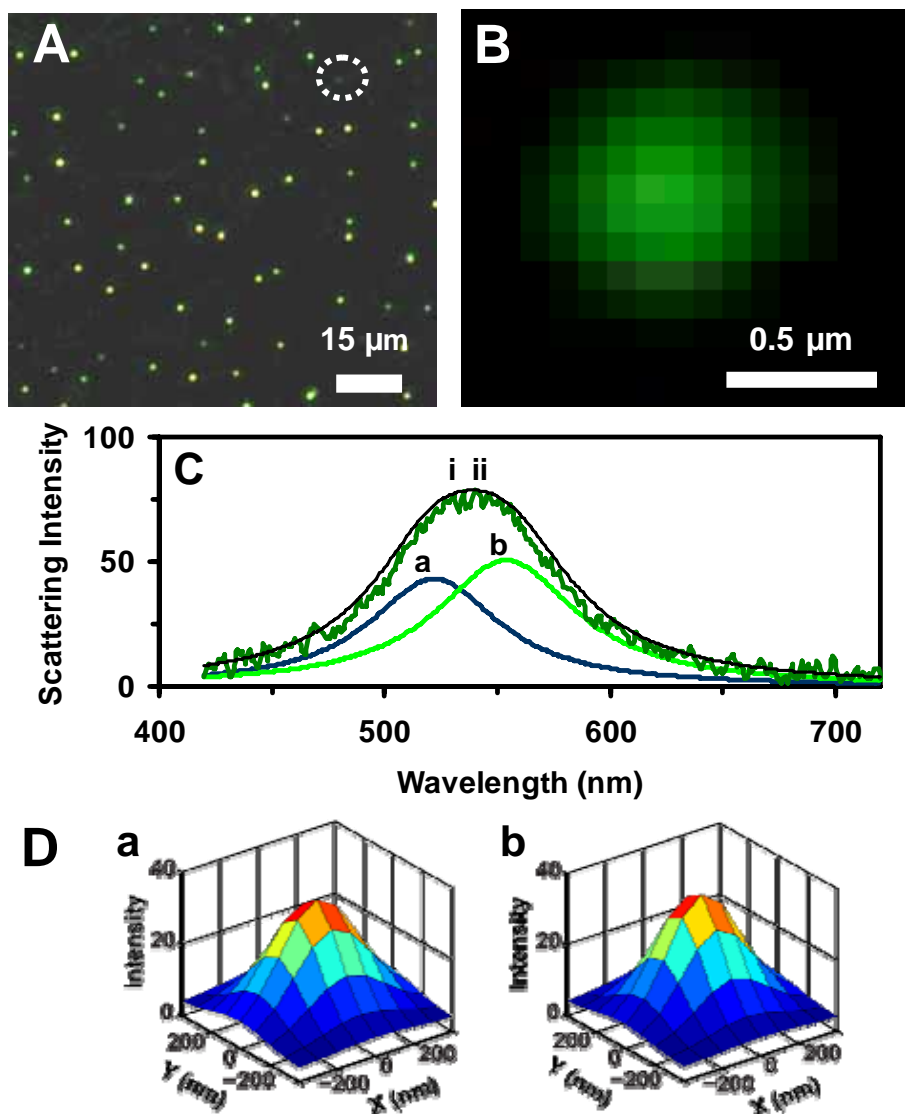 A
15 µm
B
0.5 µm
C
Scattering Intensity
100
50
0
i ii
a
b
400 500 600 700
Wavelength (nm)
D
a
b
Intensity
40
20
0
Y (nm)
200
0
−200
X (nm)
−200
0
200
Intensity
40
20
0
Y (nm)
200
0
−200
X (nm)
−200
0
200